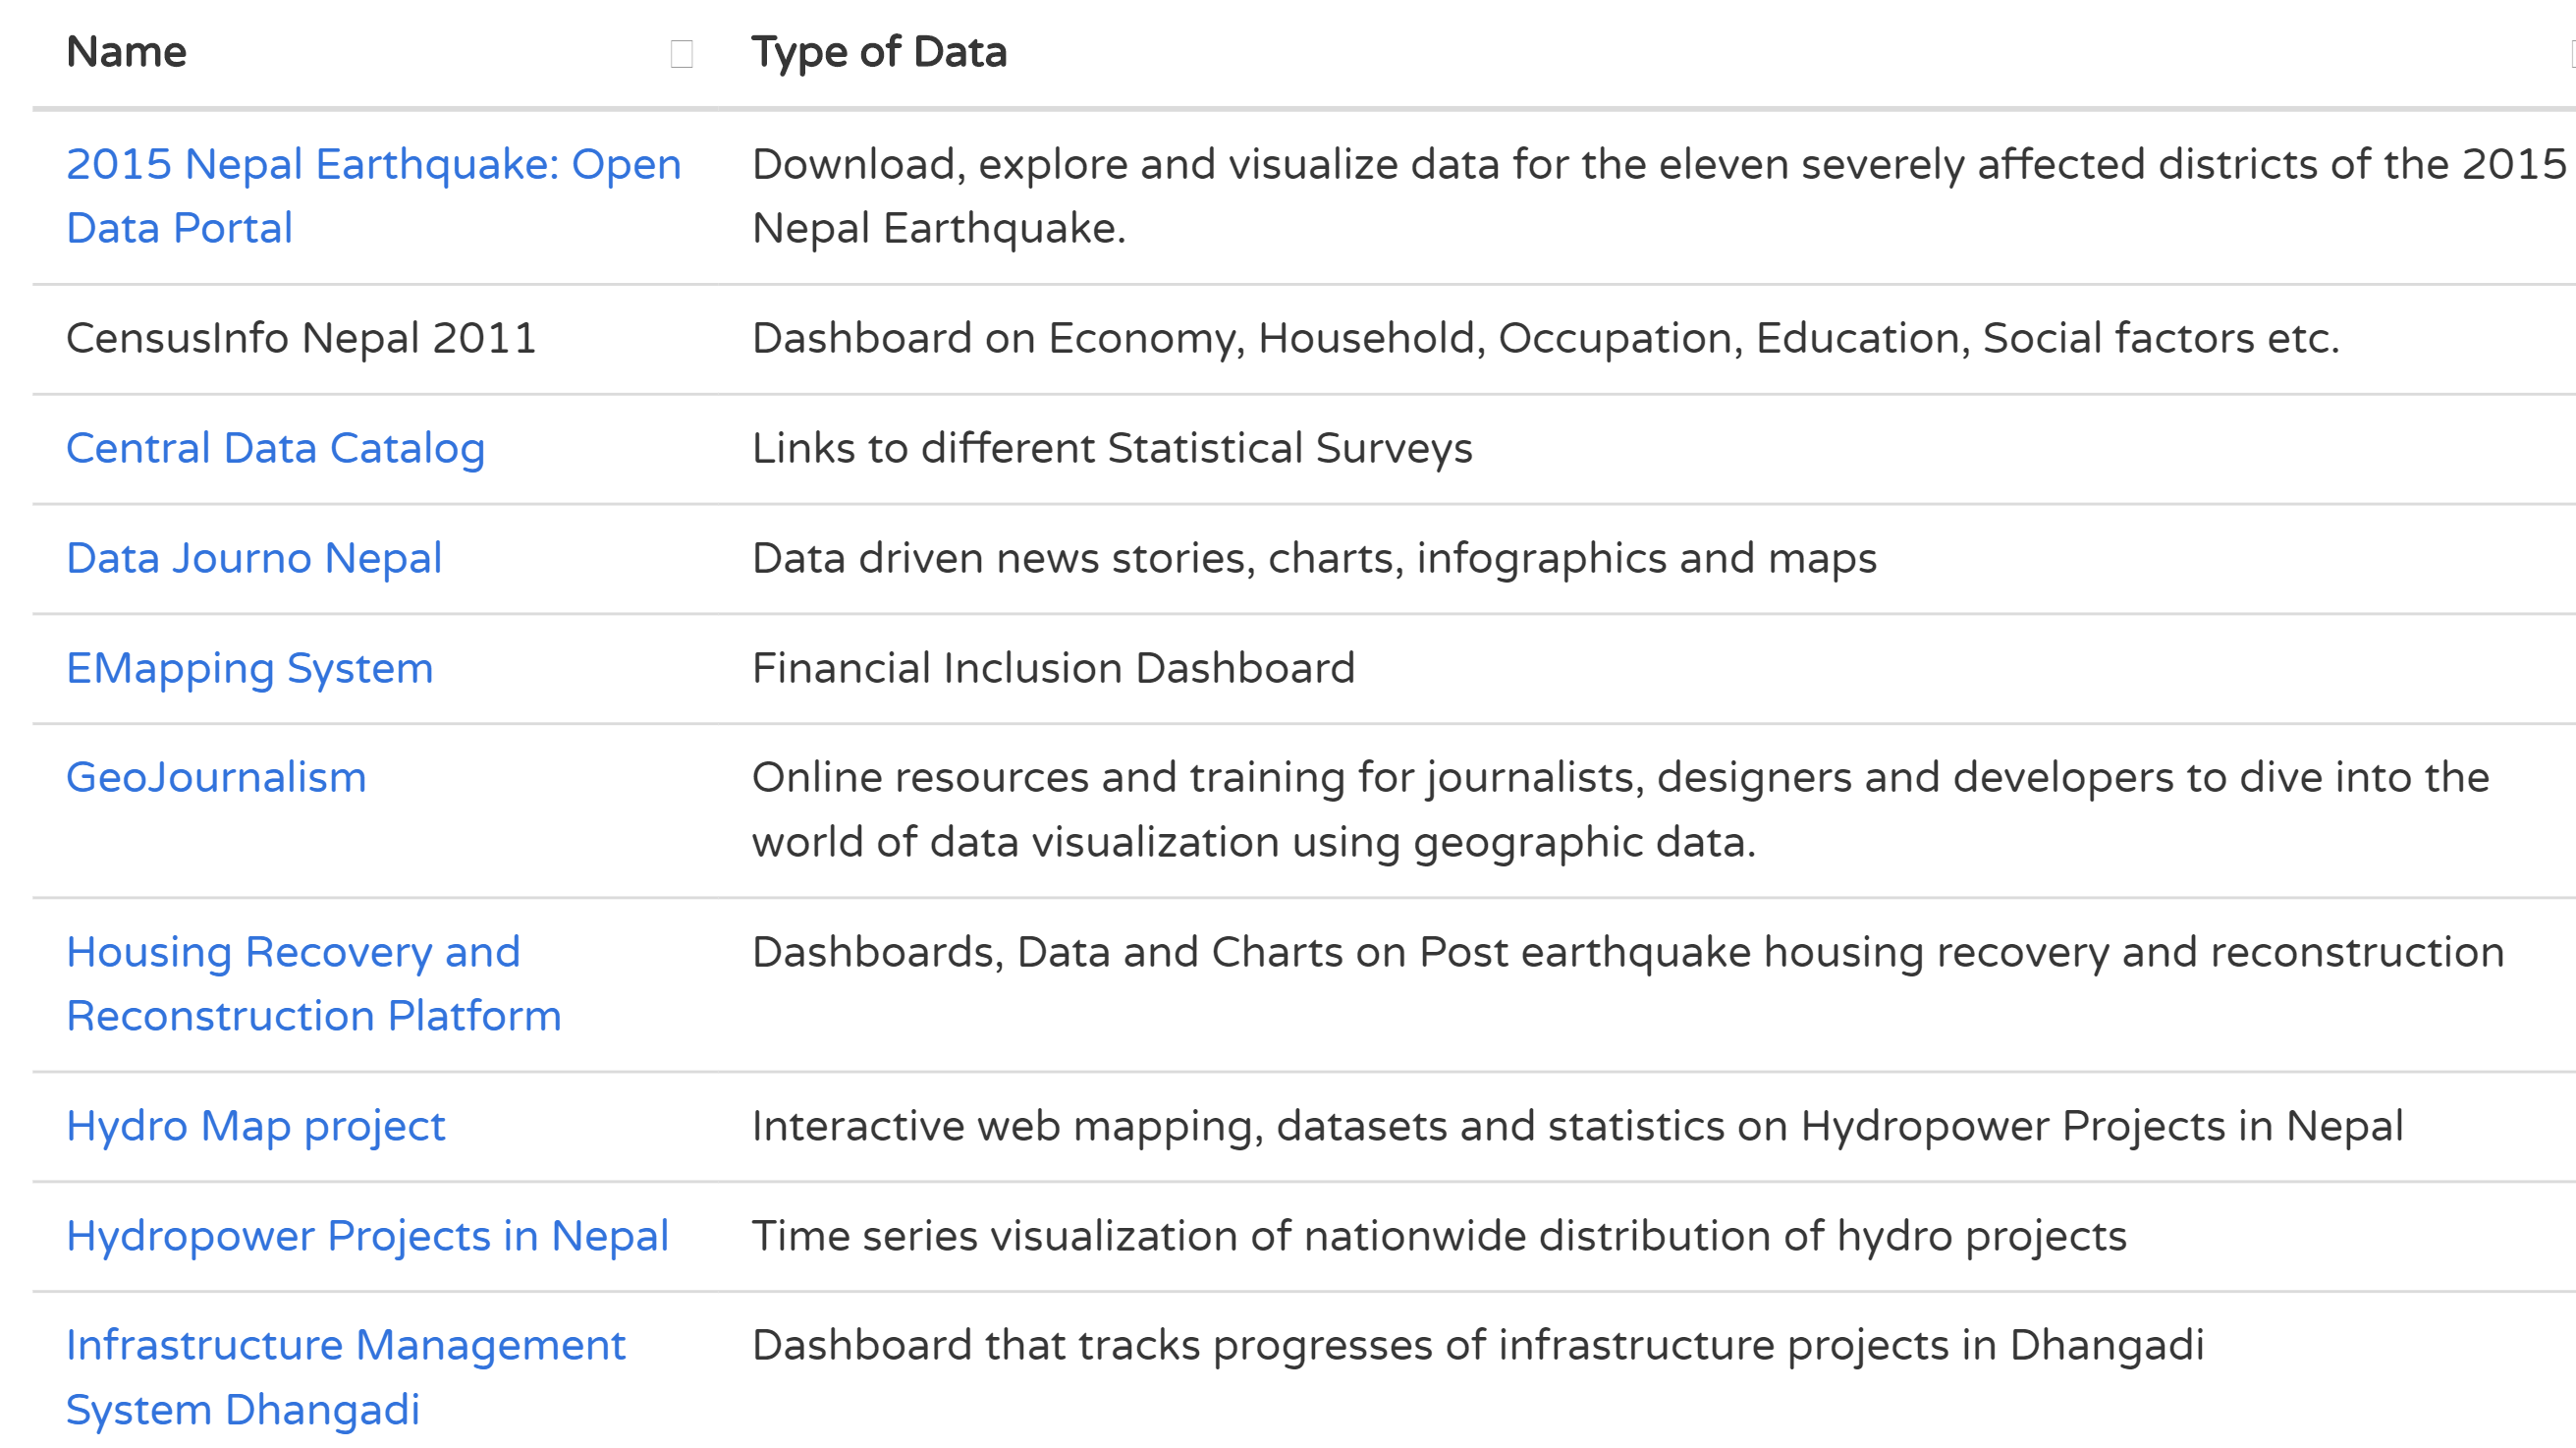 Name Type of Data
2015 Nepal Earthquake: Open Download, explore and visualize data for the eleven severely affected districts of the 2015
Data Portal Nepal Earthquake.
CensusInfo Nepal 2011 Dashboard on Economy, Household, Occupation, Education, Social factors etc.
Central Data Catalog Links to different Statistical Surveys
Data Journo Nepal Data driven news stories, charts, infographics and maps
EMapping System Financial Inclusion Dashboard
GeoJournalism Online resources and training for journalists, designers and developers to dive into the
world of data visualization using geographic data.
Housing Recovery and Dashboards, Data and Charts on Post earthquake housing recovery and reconstruction
Reconstruction Platform
Hydro Map project Interactive web mapping, datasets and statistics on Hydropower Projects in Nepal
Hydropower Projects in Nepal Time series visualization of nationwide distribution of hydro projects
Infrastructure Management Dashboard that tracks progresses of infrastructure projects in Dhangadi
System Dhangadi